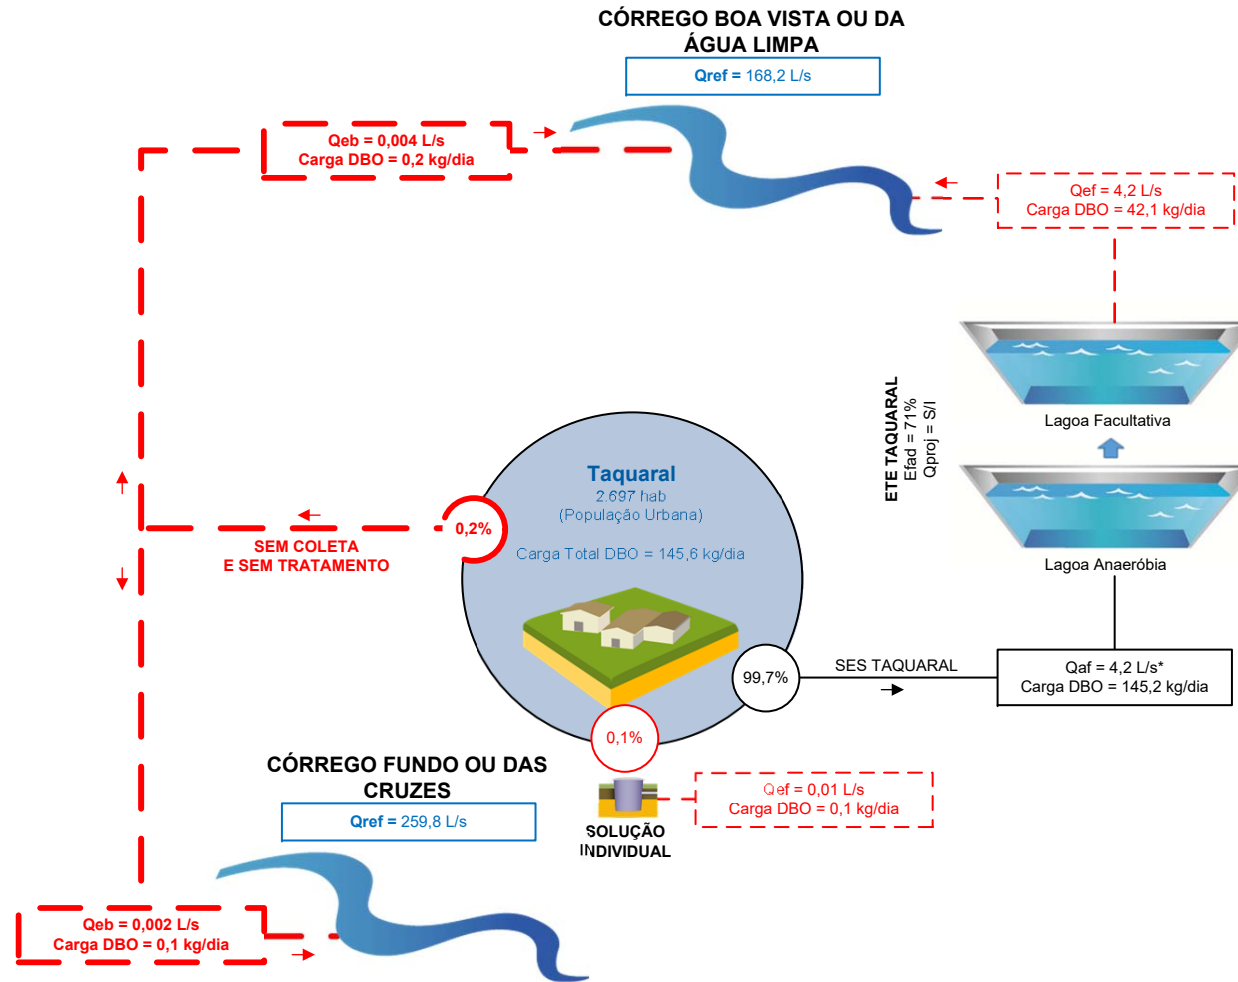 CÓRREGO BOA VISTA OU DA
ÁGUA LIMPA
Qref = 168,2 L/s
Qeb = 0,004 L/s
Carga DBO = 0,2 kg/dia
Qef = 4,2 L/s
Carga DBO = 42,1 kg/dia
ETE TAQUARAL
Efad = 71%
Qproj = S/I
Lagoa Facultativa
Lagoa Anaeróbia
Taquaral
2.697 hab
(População Urbana)
Carga Total DBO = 145,6 kg/dia
0,2%
SEM COLETA
E SEM TRATAMENTO
99,7%
SES TAQUARAL
Qaf = 4,2 L/s*
Carga DBO = 145,2 kg/dia
0,1%
SOLUÇÃO
INDIVIDUAL
Qef = 0,01 L/s
Carga DBO = 0,1 kg/dia
CÓRREGO FUNDO OU DAS
CRUZES
Qref = 259,8 L/s
Qeb = 0,002 L/s
Carga DBO = 0,1 kg/dia